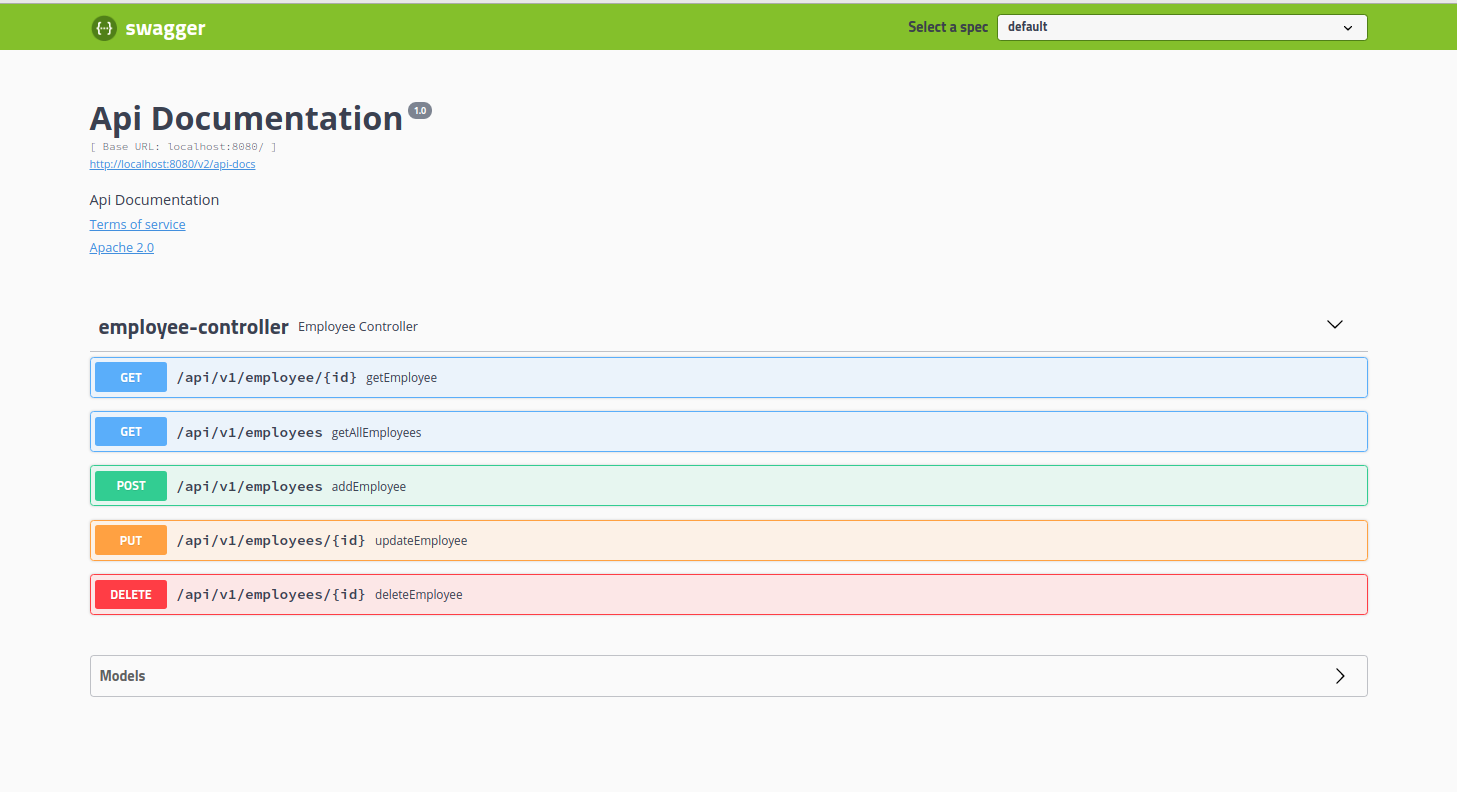 swagger
Select a spec default
Api Documentation 1.0
[ Base URL: localhost:8080/ ]
http://localhost:8080/v2/api-docs
Api Documentation
Terms of service
Apache 2.0
employee-controller Employee Controller
GET /api/v1/employee/{id} getEmployee
GET /api/v1/employees getAllEmployees
POST /api/v1/employees addEmployee
PUT /api/v1/employees/{id} updateEmployee
DELETE /api/v1/employees/{id} deleteEmployee
Models